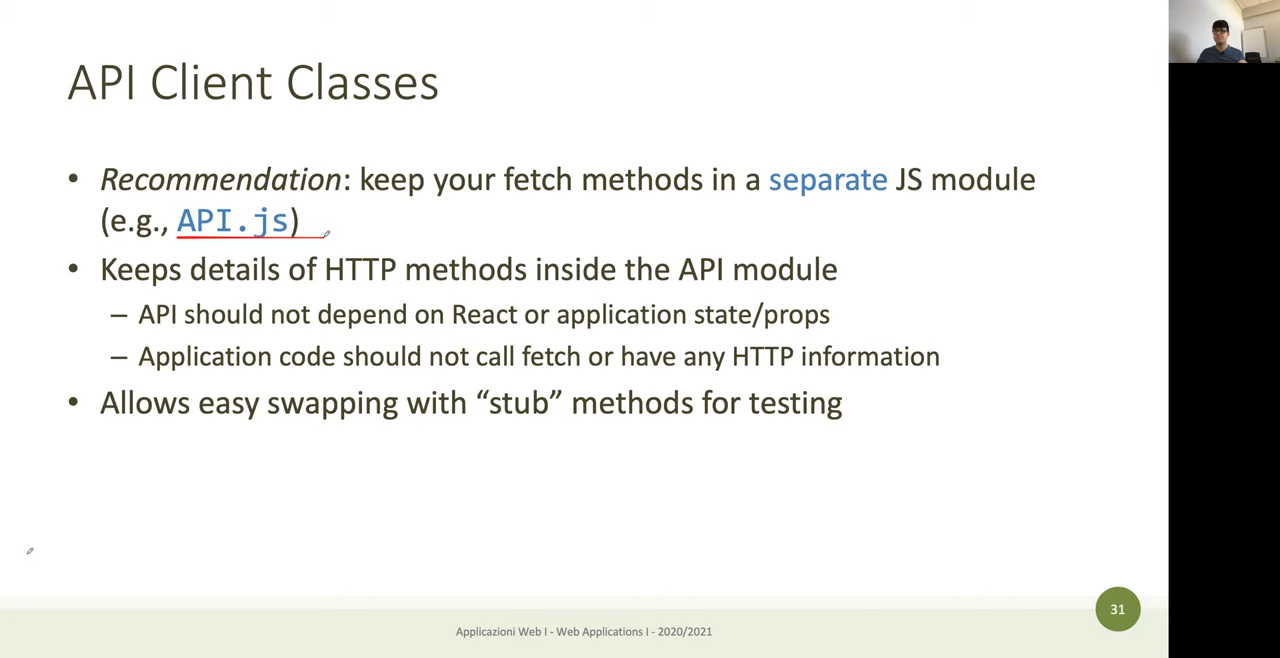 API Client Classes
• Recommendation: keep your fetch methods in a separate JS module
(e.g., API.js)
• Keeps details of HTTP methods inside the API module
– API should not depend on React or application state/props
– Application code should not call fetch or have any HTTP information
• Allows easy swapping with “stub” methods for testing
31
Applicazioni Web I - Web Applications I - 2020/2021